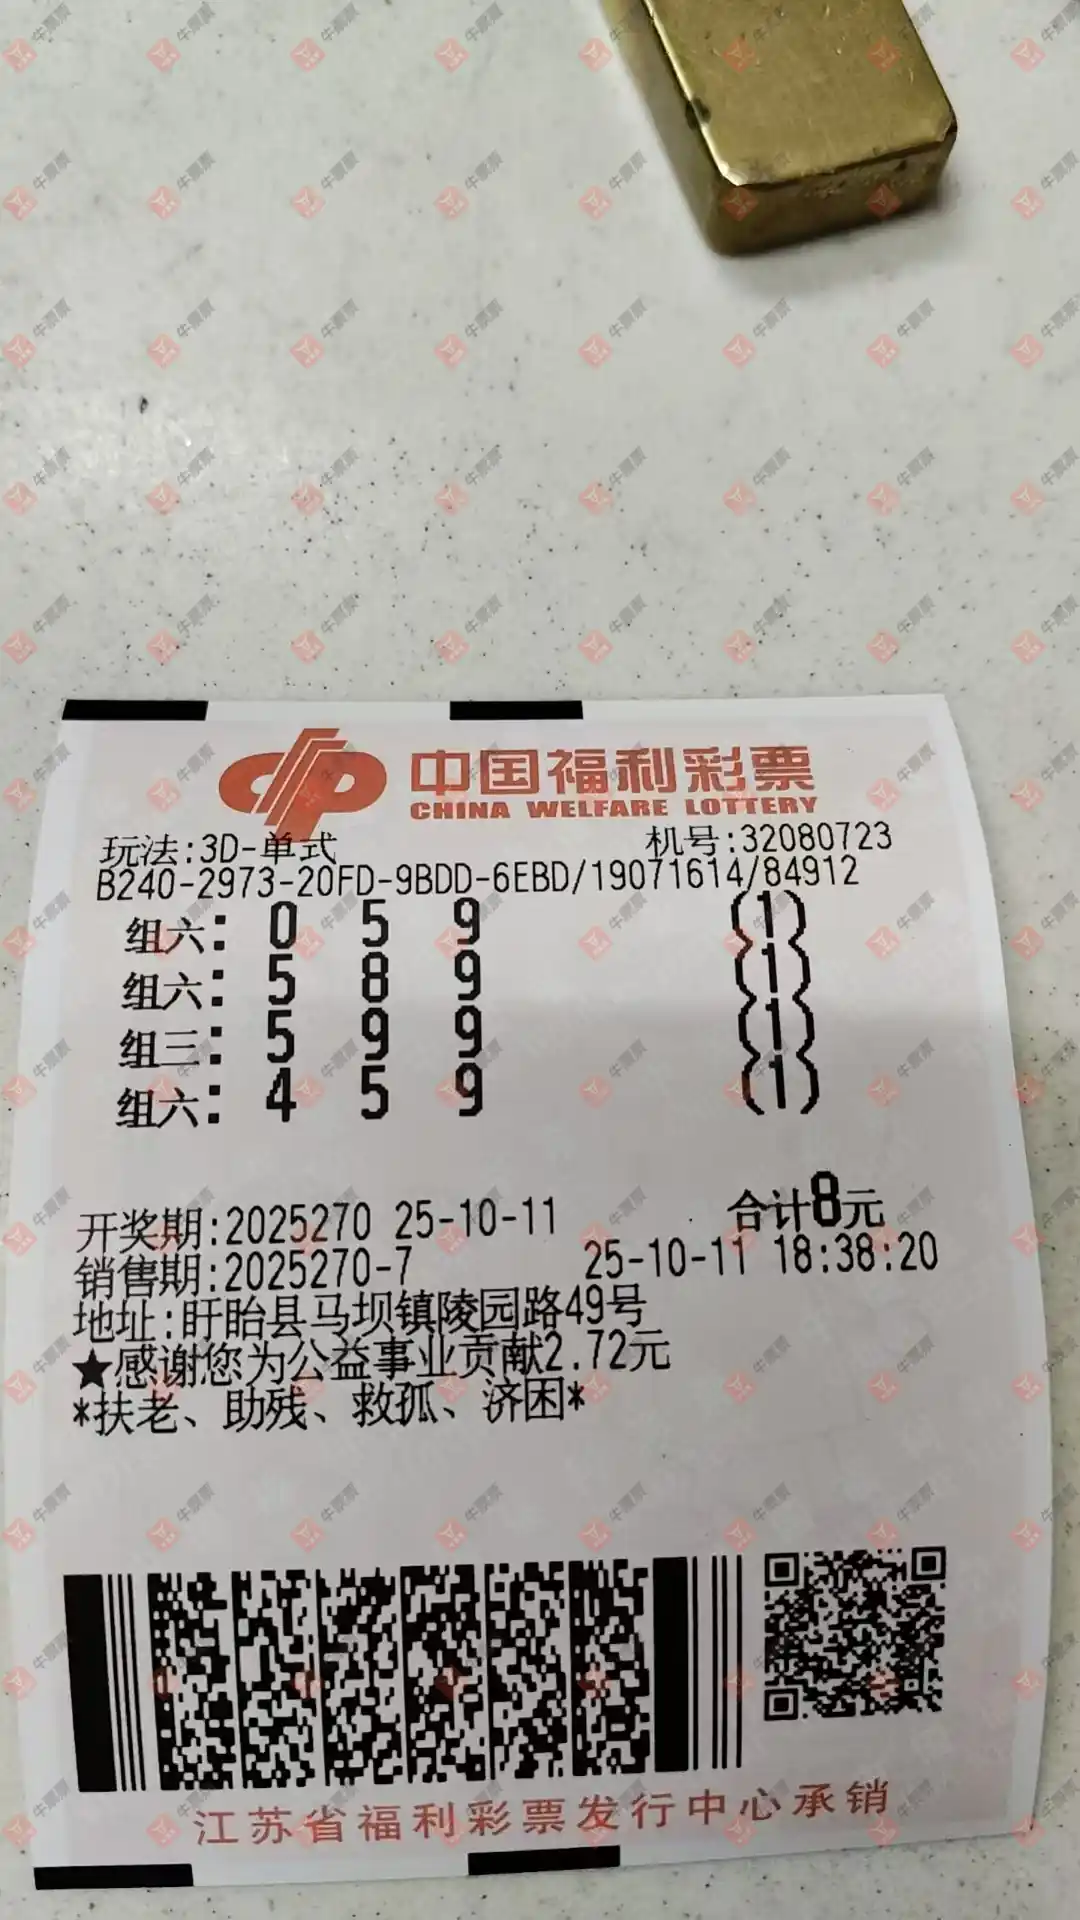 中国福利彩票
CHINA WELFARE LOTTERY
玩法:3D-单式 机号:32080723
B240-2973-20FD-9BDD-6EBD/19071614/84912
组六: 0 5 9 (1)
组六: 5 8 9 (1)
组三: 5 9 9 (1)
组六: 4 5 9 (1)
开奖期:2025270 25-10-11 合计8元
销售期:2025270-7 25-10-11 18:38:20
地址:盱眙县马坝镇陵园路49号
★感谢您为公益事业贡献2.72元
*扶老、助残、救孤、济困*
江苏省福利彩票发行中心承销
牛票票